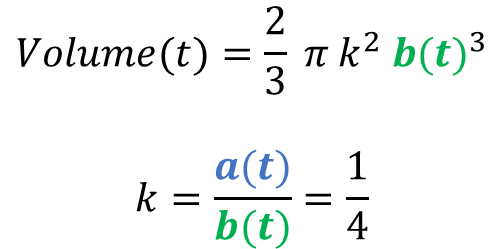 Volume(t) = 2/3 π k² b(t)³
k = a(t)/b(t) = 1/4